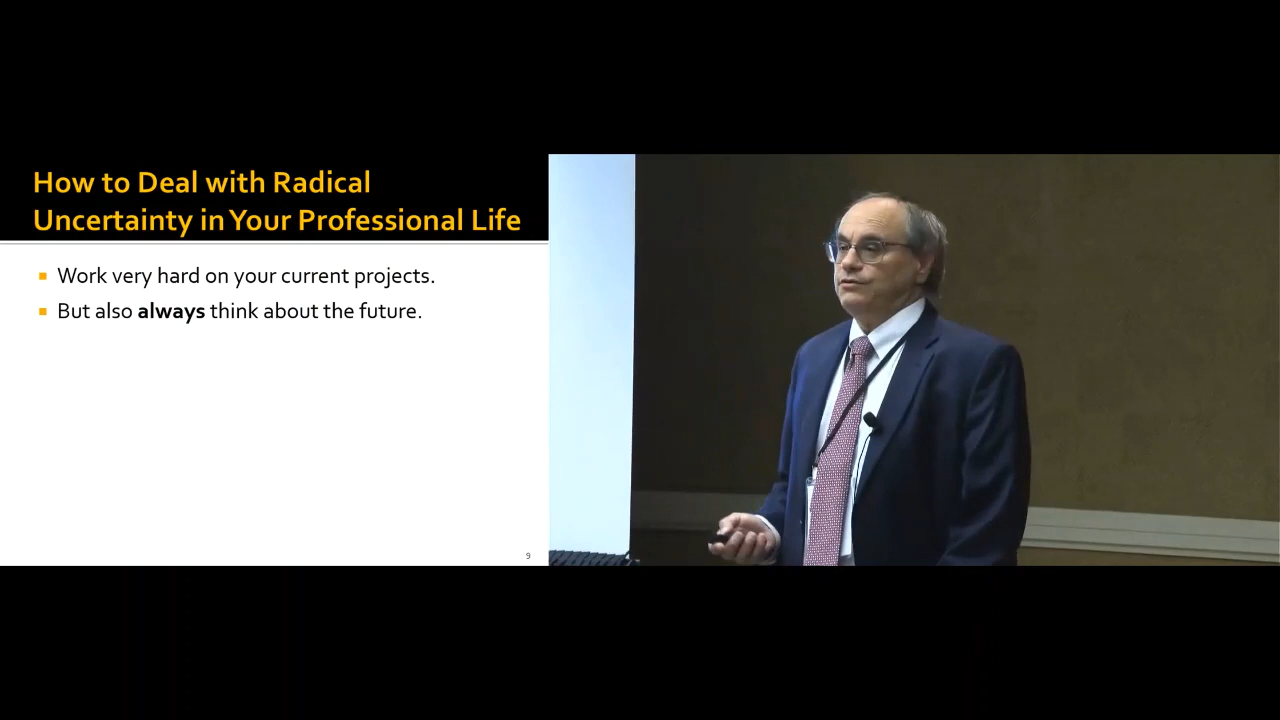 How to Deal with Radical
Uncertainty in Your Professional Life
Work very hard on your current projects.
But also always think about the future.
9